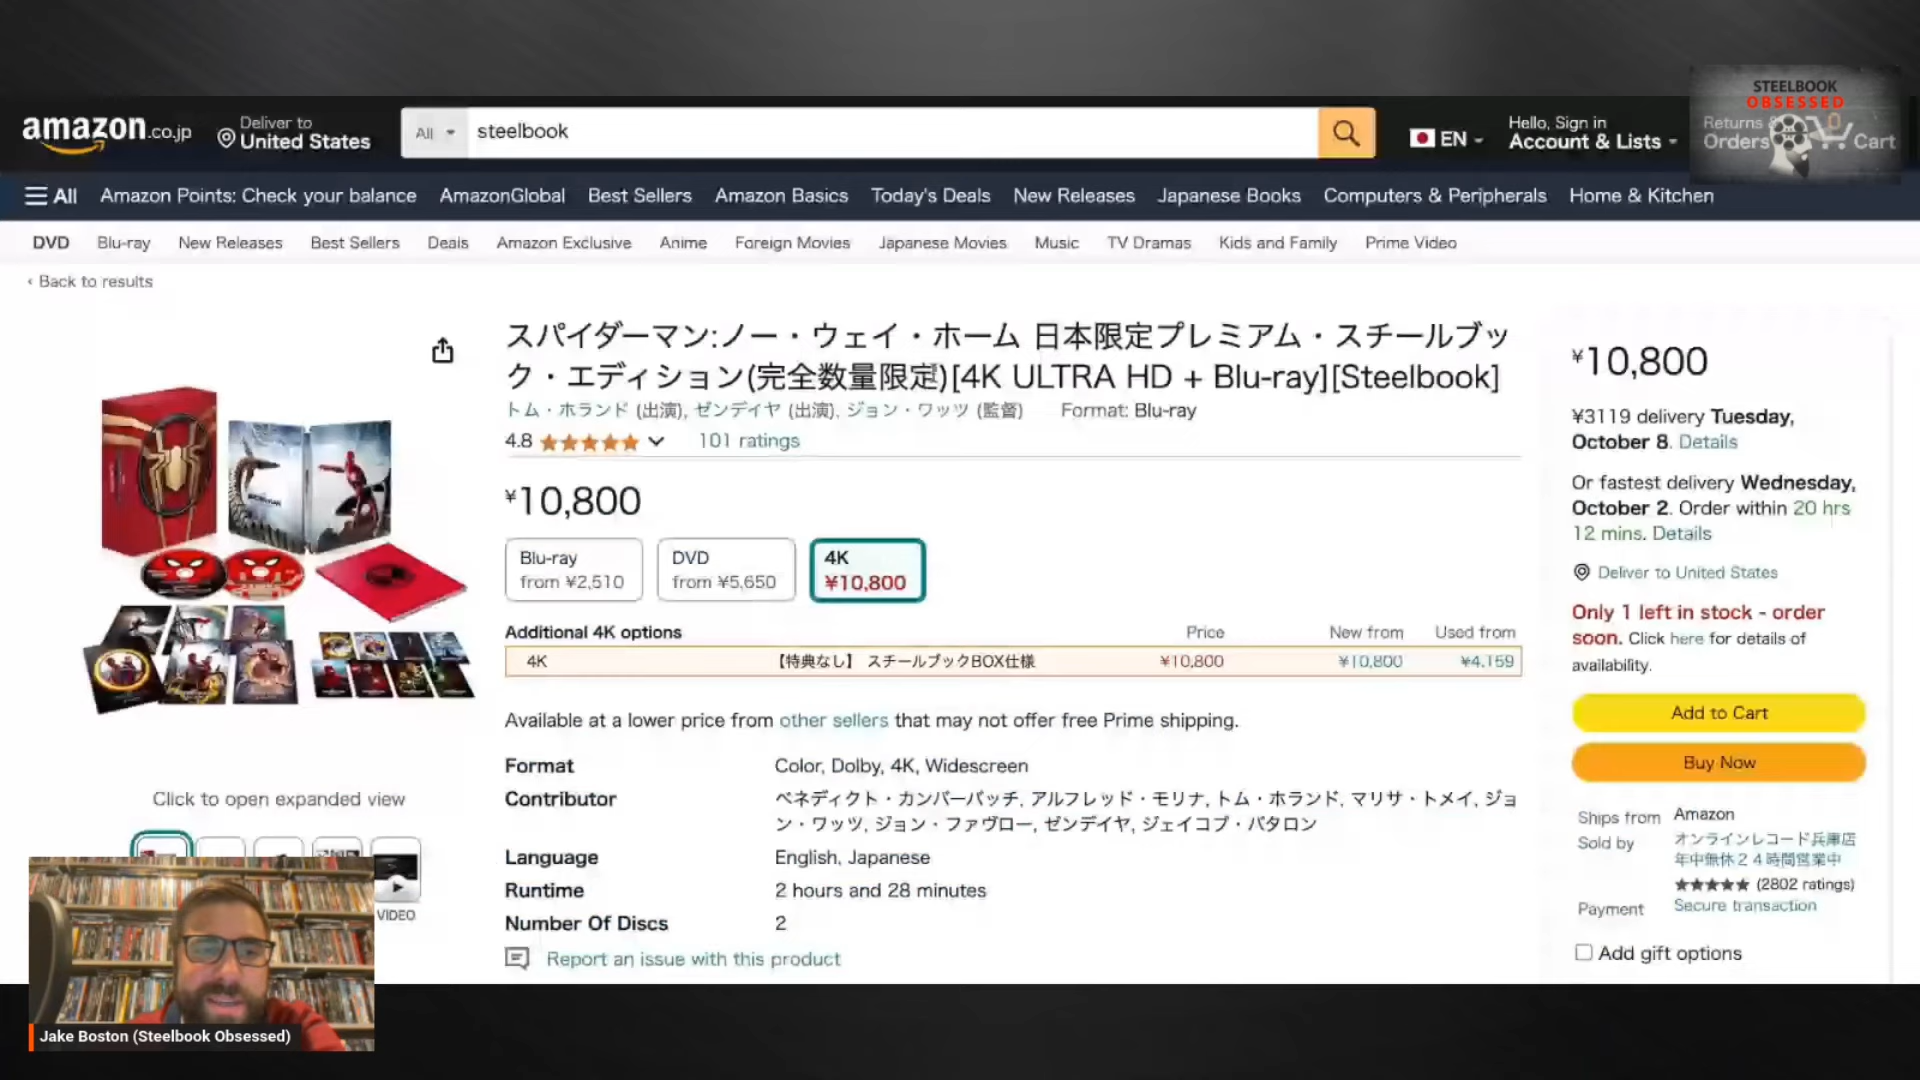 STEELBOOK
OBSESSED
amazon.co.jp
Deliver to
United States
All
steelbook
EN
Hello, Sign in
Account & Lists
Returns &
Orders
0
Cart
All
Amazon Points: Check your balance
AmazonGlobal
Best Sellers
Amazon Basics
Today's Deals
New Releases
Japanese Books
Computers & Peripherals
Home & Kitchen
DVD
Blu-ray
New Releases
Best Sellers
Deals
Amazon Exclusive
Anime
Foreign Movies
Japanese Movies
Music
TV Dramas
Kids and Family
Prime Video
‹ Back to results
スパイダーマン:ノー・ウェイ・ホーム 日本限定プレミアム・スチールブッ
ク・エディション(完全数量限定)[4K ULTRA HD + Blu-ray][Steelbook]
トム・ホランド (出演), ゼンデイヤ (出演), ジョン・ワッツ (監督)
Format: Blu-ray
4.8
101 ratings
¥10,800
Blu-ray
from ¥2,510
DVD
from ¥5,650
4K
¥10,800
Additional 4K options
Price
New from
Used from
4K
【特典なし】 スチールブックBOX仕様
¥10,800
¥10,800
¥4,159
Available at a lower price from other sellers that may not offer free Prime shipping.
Format
Color, Dolby, 4K, Widescreen
Contributor
ベネディクト・カンバーバッチ, アルフレッド・モリナ, トム・ホランド, マリサ・トメイ, ジョ
ン・ワッツ, ジョン・ファヴロー, ゼンデイヤ, ジェイコブ・バタロン
Language
English, Japanese
Runtime
2 hours and 28 minutes
Number Of Discs
2
Report an issue with this product
Click to open expanded view
VIDEO
Jake Boston (Steelbook Obsessed)
¥10,800
¥3119 delivery Tuesday,
October 8. Details
Or fastest delivery Wednesday,
October 2. Order within 20 hrs
12 mins. Details
Deliver to United States
Only 1 left in stock - order
soon. Click here for details of
availability.
Add to Cart
Buy Now
Ships from
Amazon
Sold by
オンラインレコード兵庫店
年中無休２４時間営業中
(2802 ratings)
Payment
Secure transaction
Add gift options